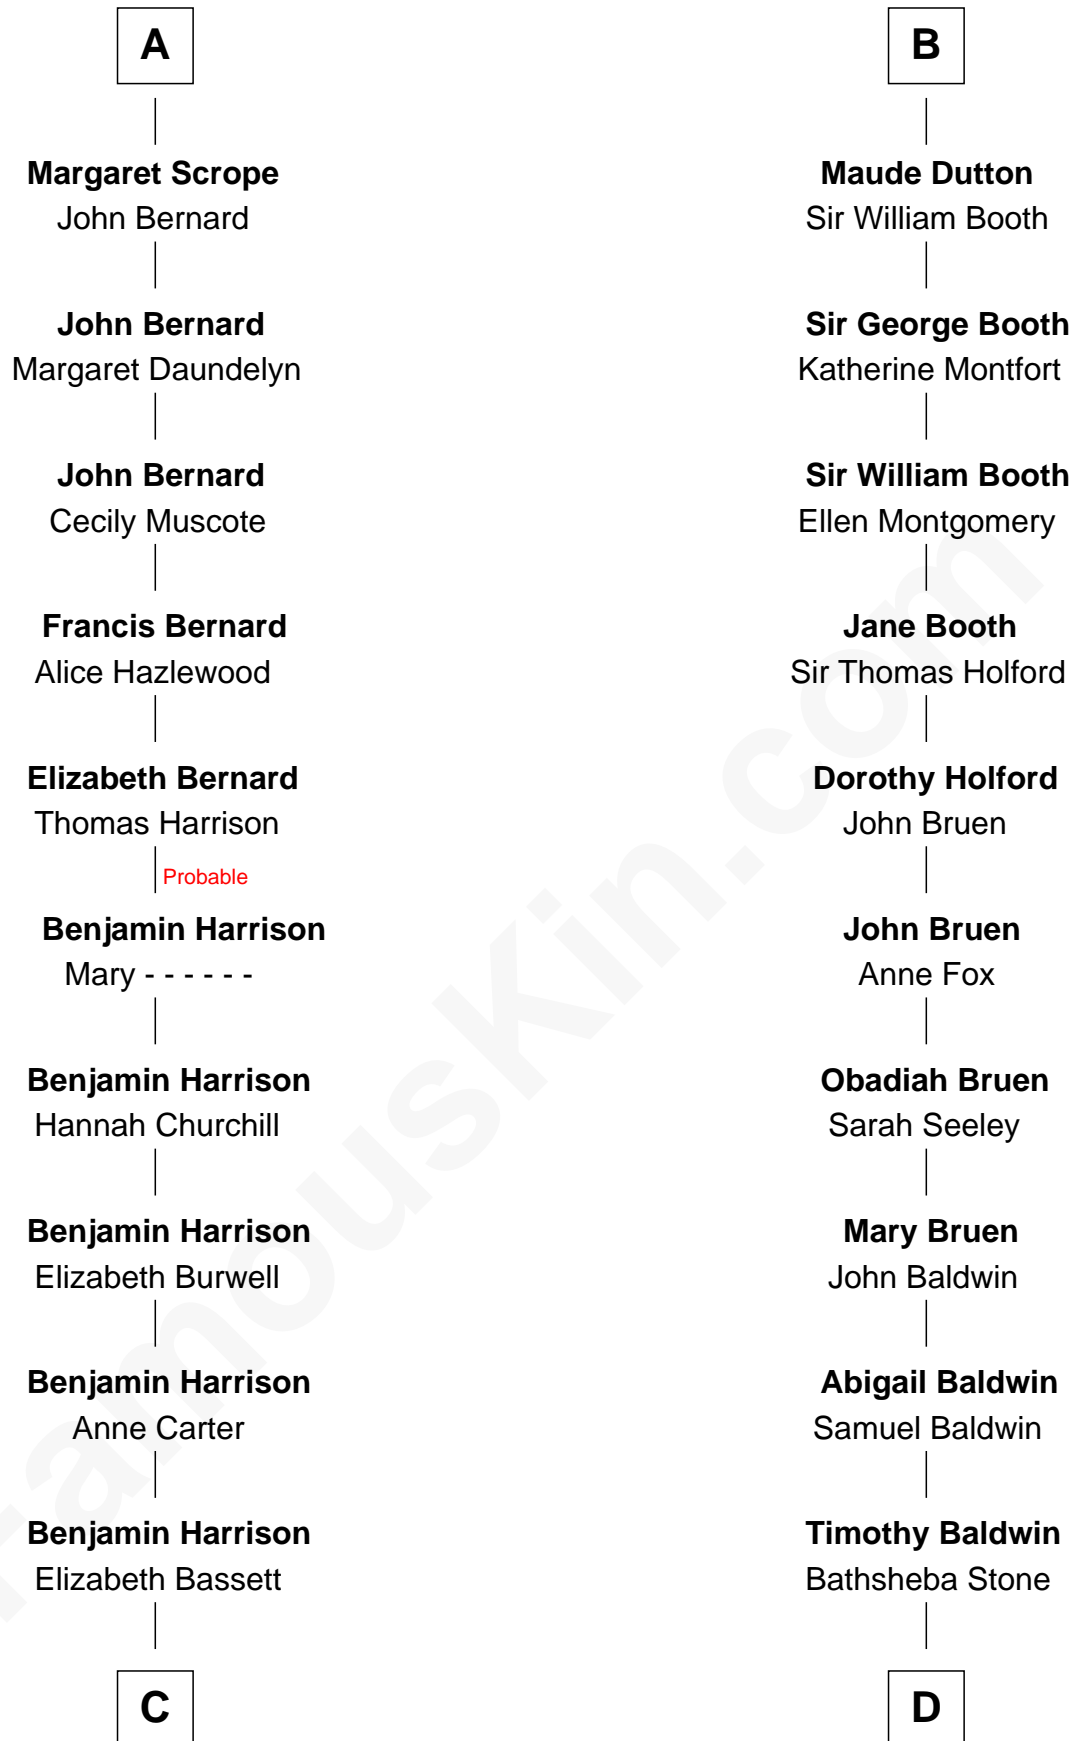 A
Margaret Scrope
John Bernard
John Bernard
Margaret Daundelyn
John Bernard
Cecily Muscote
Francis Bernard
Alice Hazlewood
Elizabeth Bernard
Thomas Harrison
Probable
Benjamin Harrison
Mary - - - - - -
Benjamin Harrison
Hannah Churchill
Benjamin Harrison
Elizabeth Burwell
Benjamin Harrison
Anne Carter
Benjamin Harrison
Elizabeth Bassett
C
B
Maude Dutton
Sir William Booth
Sir George Booth
Katherine Montfort
Sir William Booth
Ellen Montgomery
Jane Booth
Sir Thomas Holford
Dorothy Holford
John Bruen
John Bruen
Anne Fox
Obadiah Bruen
Sarah Seeley
Mary Bruen
John Baldwin
Abigail Baldwin
Samuel Baldwin
Timothy Baldwin
Bathsheba Stone
D
FamousKin.com